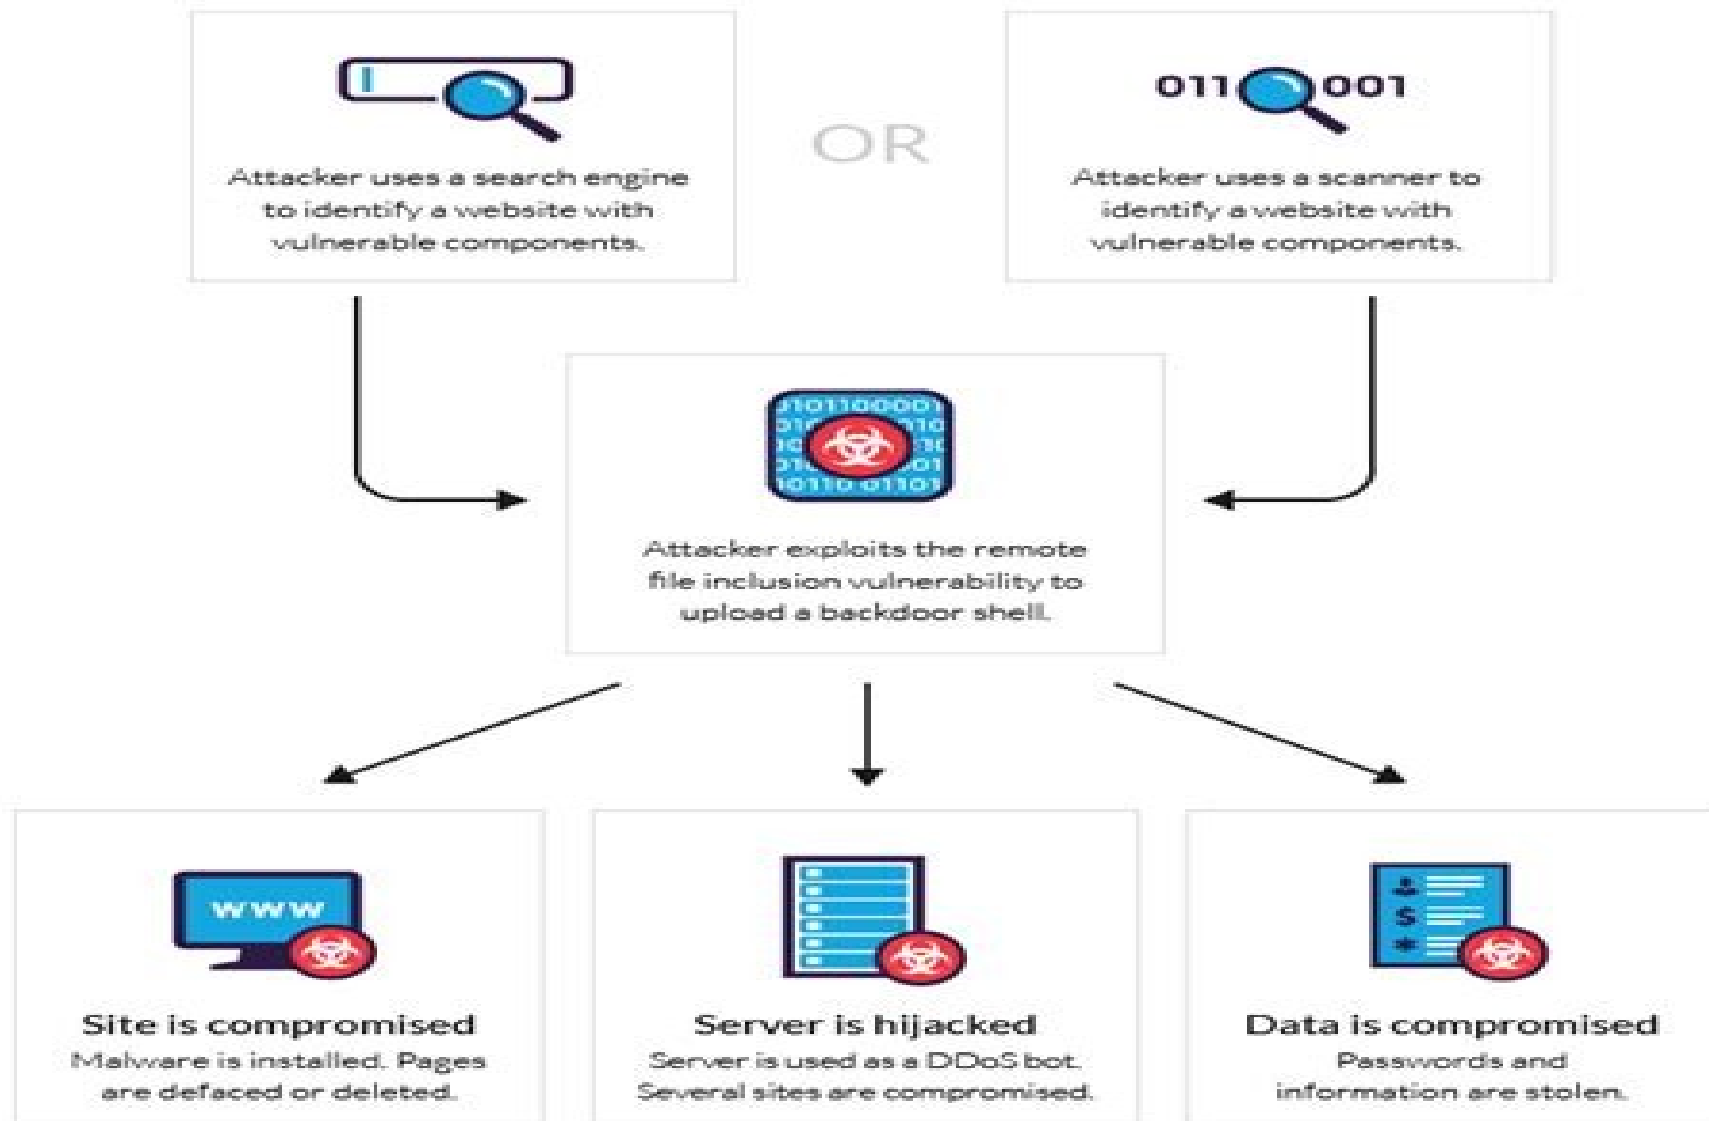 011 001
Attacker uses a search engine
to identify a website with
vulnerable components.
OR
Attacker uses a scanner to
identify a website with
vulnerable components.
Attacker exploits the remote
file inclusion vulnerability to
upload a backdoor shell.
www
Site is compromised
Malware is installed. Pages
are defaced or deleted.
Server is hijacked
Server is used as a DDoS bot.
Several sites are compromised.
$
*
Data is compromised
Passwords and
information are stolen.